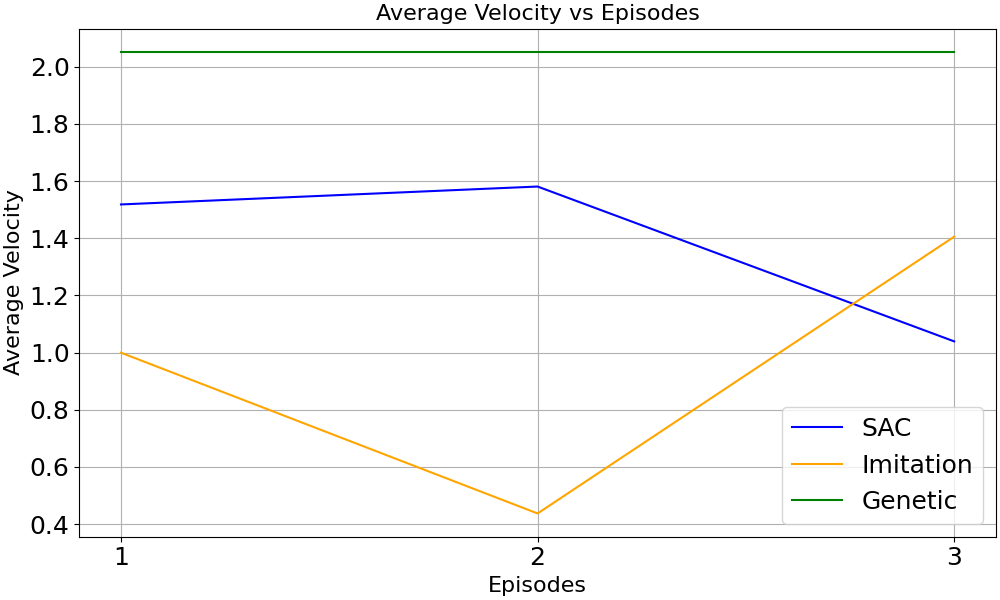 Average Velocity vs Episodes
Average Velocity
2.0
1.8
1.6
1.4
1.2
1.0
0.8
0.6
0.4
SAC
Imitation
Genetic
1 2 3
Episodes